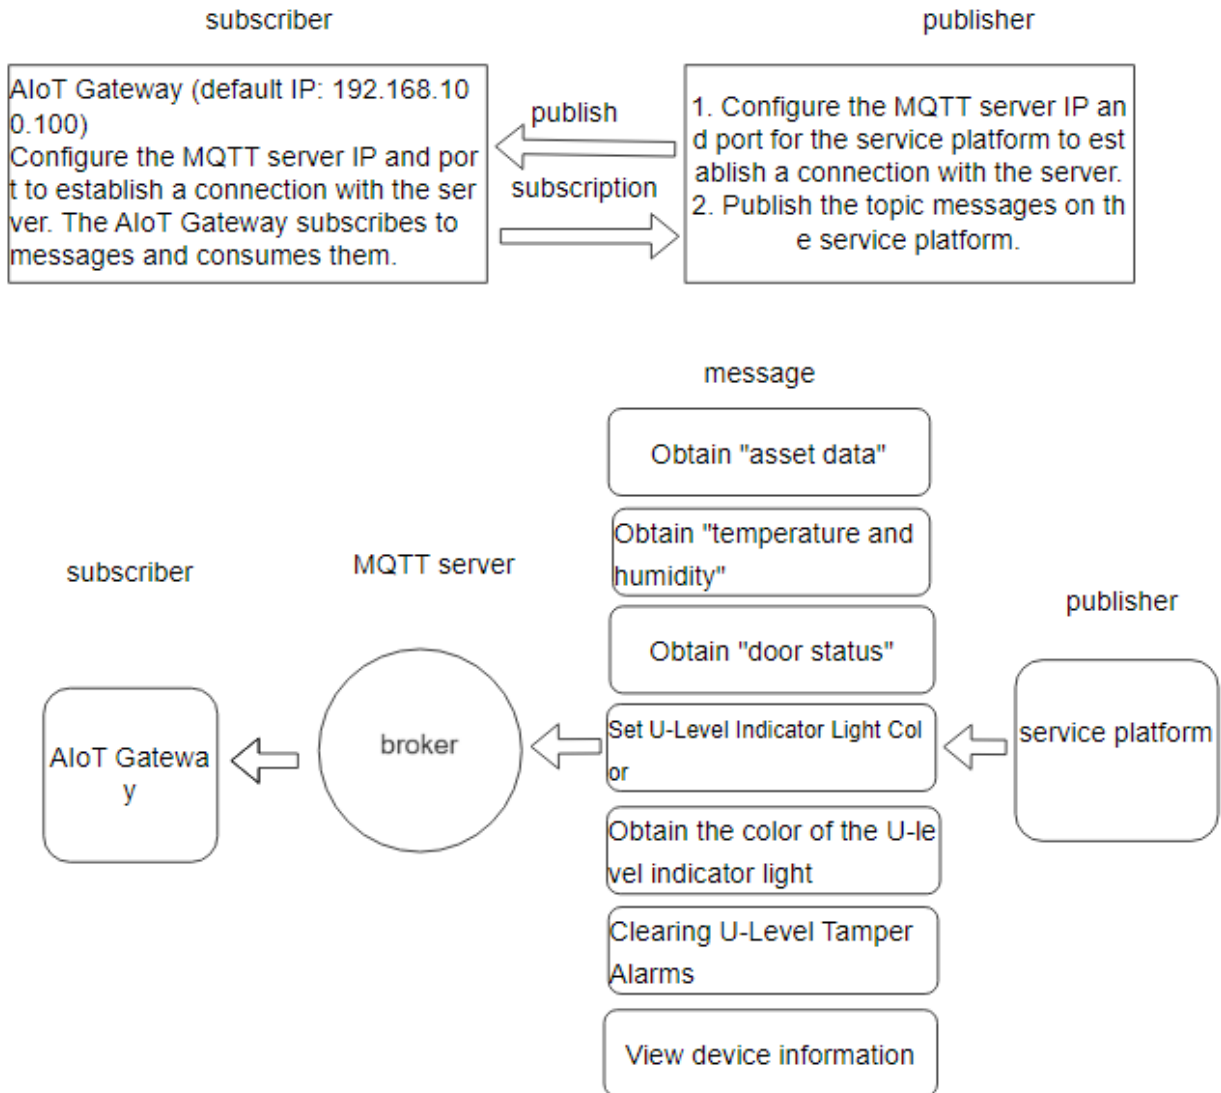 subscriber
publisher
AIoT Gateway (default IP: 192.168.10
0.100)
Configure the MQTT server IP and por
t to establish a connection with the ser
ver. The AIoT Gateway subscribes to
messages and consumes them.
publish
subscription
1. Configure the MQTT server IP an
d port for the service platform to est
ablish a connection with the server.
2. Publish the topic messages on th
e service platform.
message
Obtain "asset data"
Obtain "temperature and
humidity"
Obtain "door status"
Set U-Level Indicator Light Col
or
Obtain the color of the U-le
vel indicator light
Clearing U-Level Tamper
Alarms
View device information
subscriber
MQTT server
publisher
AIoT Gatewa
y
broker
service platform